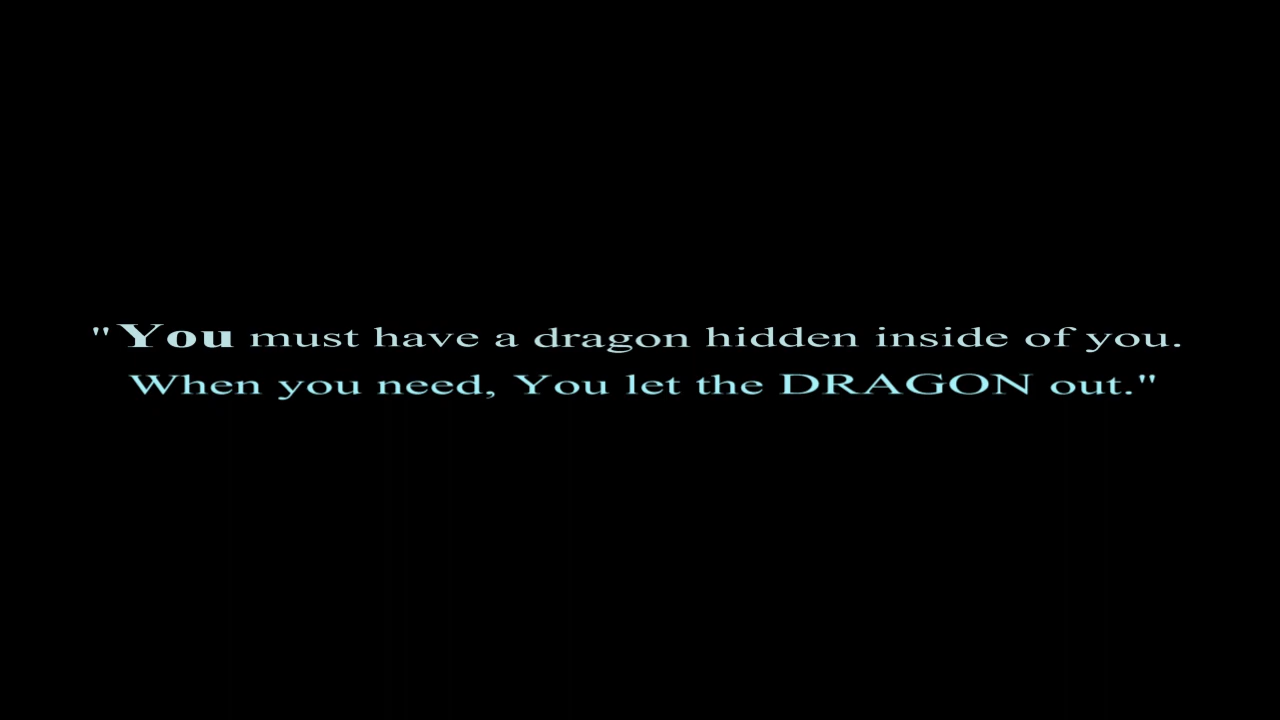 "You must have a dragon hidden inside of you.
When you need, You let the DRAGON out."